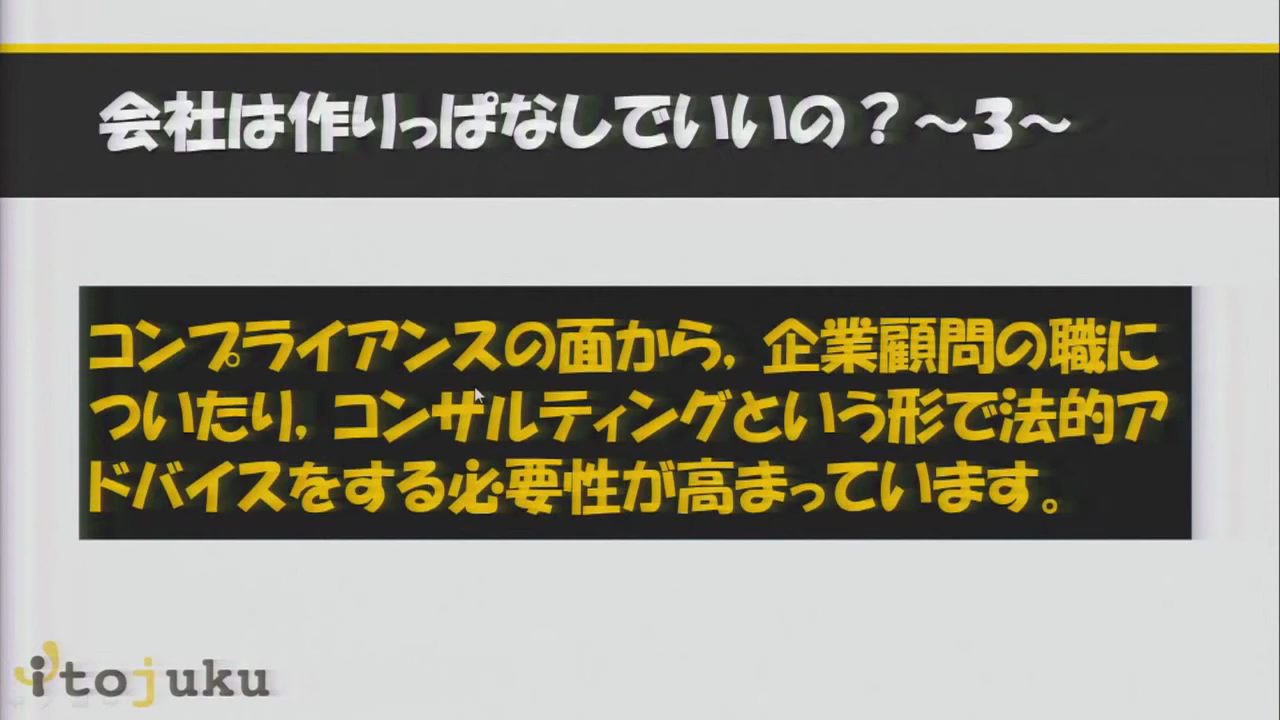 会社は作りっぱなしでいいの？～3～
コンプライアンスの面から，企業顧問の職に
ついたり，コンサルティングという形で法的ア
ドバイスをする必要性が高まっています。
itojuku